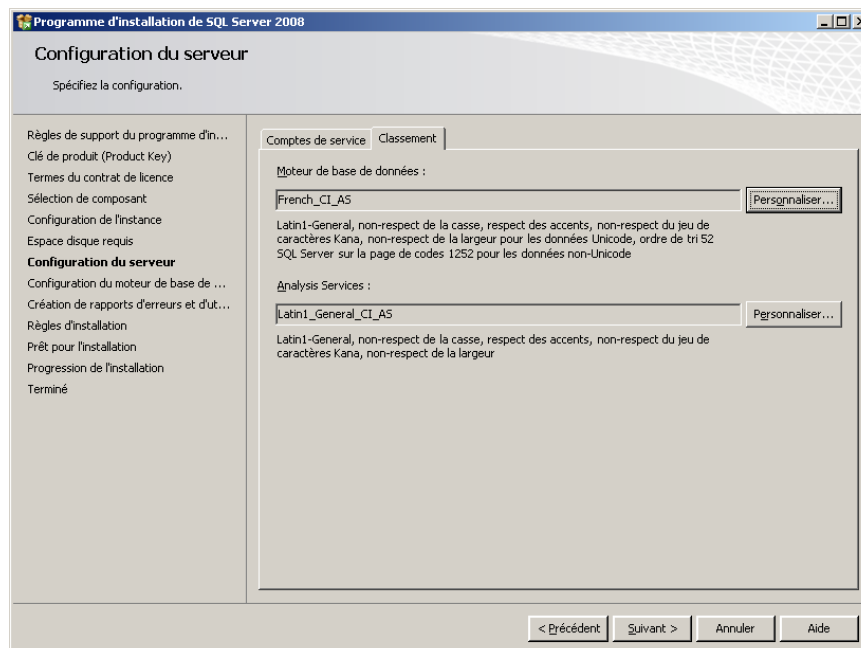 Programme d'installation de SQL Server 2008
Configuration du serveur
Spécifiez la configuration.
Règles de support du programme d'in...
Clé de produit (Product Key)
Termes du contrat de licence
Sélection de composant
Configuration de l'instance
Espace disque requis
Configuration du serveur
Configuration du moteur de base de ...
Création de rapports d'erreurs et d'ut...
Règles d'installation
Prêt pour l'installation
Progression de l'installation
Terminé
Comptes de service Classement
Moteur de base de données :
French_CI_AS Personnaliser...
Latin1-General, non-respect de la casse, respect des accents, non-respect du jeu de
caractères Kana, non-respect de la largeur pour les données Unicode, ordre de tri 52
SQL Server sur la page de codes 1252 pour les données non-Unicode
Analysis Services :
Latin1_General_CI_AS Personnaliser...
Latin1-General, non-respect de la casse, respect des accents, non-respect du jeu de
caractères Kana, non-respect de la largeur
< Précédent Suivant > Annuler Aide